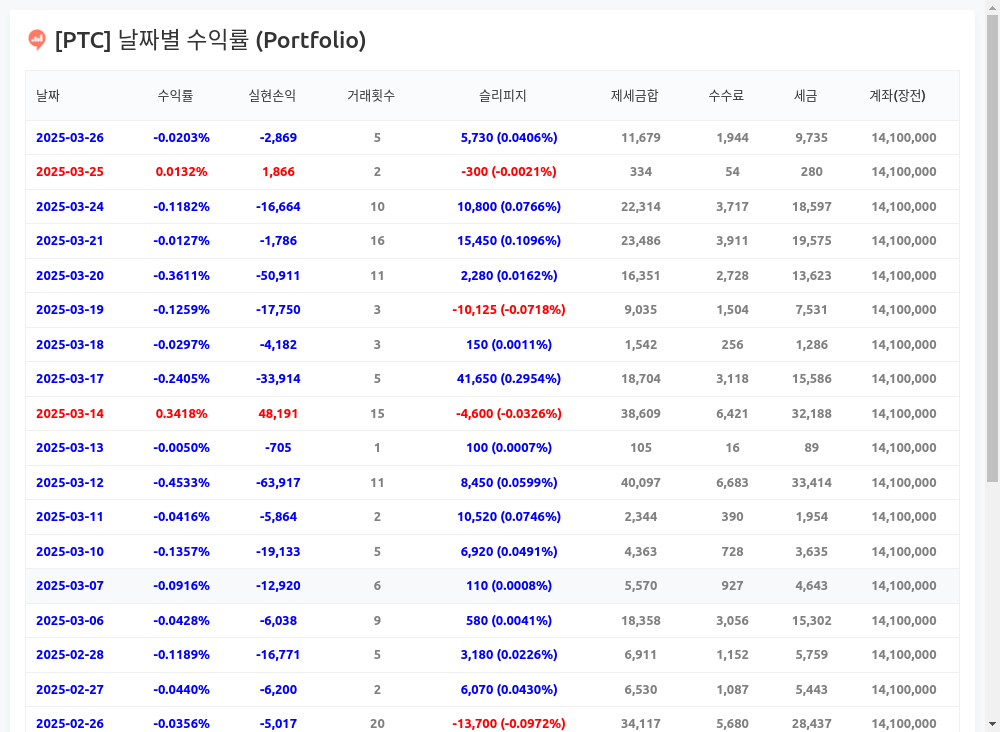 [PTC] 날짜별 수익률 (Portfolio)
날짜 수익률 실현손익 거래횟수 슬리피지 제세금합 수수료 세금 계좌(장전)
2025-03-26 -0.0203% -2,869 5 5,730 (0.0406%) 11,679 1,944 9,735 14,100,000
2025-03-25 0.0132% 1,866 2 -300 (-0.0021%) 334 54 280 14,100,000
2025-03-24 -0.1182% -16,664 10 10,800 (0.0766%) 22,314 3,717 18,597 14,100,000
2025-03-21 -0.0127% -1,786 16 15,450 (0.1096%) 23,486 3,911 19,575 14,100,000
2025-03-20 -0.3611% -50,911 11 2,280 (0.0162%) 16,351 2,728 13,623 14,100,000
2025-03-19 -0.1259% -17,750 3 -10,125 (-0.0718%) 9,035 1,504 7,531 14,100,000
2025-03-18 -0.0297% -4,182 3 150 (0.0011%) 1,542 256 1,286 14,100,000
2025-03-17 -0.2405% -33,914 5 41,650 (0.2954%) 18,704 3,118 15,586 14,100,000
2025-03-14 0.3418% 48,191 15 -4,600 (-0.0326%) 38,609 6,421 32,188 14,100,000
2025-03-13 -0.0050% -705 1 100 (0.0007%) 105 16 89 14,100,000
2025-03-12 -0.4533% -63,917 11 8,450 (0.0599%) 40,097 6,683 33,414 14,100,000
2025-03-11 -0.0416% -5,864 2 10,520 (0.0746%) 2,344 390 1,954 14,100,000
2025-03-10 -0.1357% -19,133 5 6,920 (0.0491%) 4,363 728 3,635 14,100,000
2025-03-07 -0.0916% -12,920 6 110 (0.0008%) 5,570 927 4,643 14,100,000
2025-03-06 -0.0428% -6,038 9 580 (0.0041%) 18,358 3,056 15,302 14,100,000
2025-02-28 -0.1189% -16,771 5 3,180 (0.0226%) 6,911 1,152 5,759 14,100,000
2025-02-27 -0.0440% -6,200 2 6,070 (0.0430%) 6,530 1,087 5,443 14,100,000
2025-02-26 -0.0356% -5,017 20 -13,700 (-0.0972%) 34,117 5,680 28,437 14,100,000